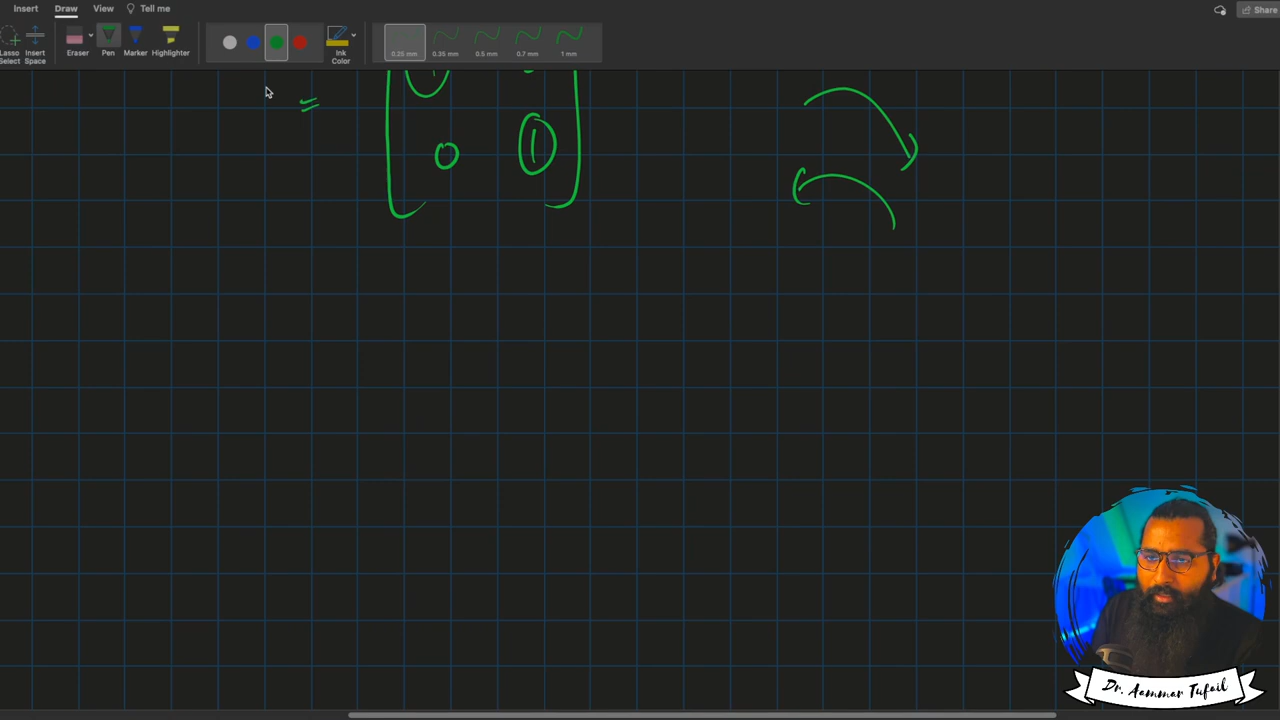 Insert Draw View Tell me Share
Lasso Select Insert Space Eraser Pen Marker Highlighter Ink Color 0.25 mm 0.35 mm 0.5 mm 0.7 mm 1 mm
=
0 1
Dr. Aammar Tufail